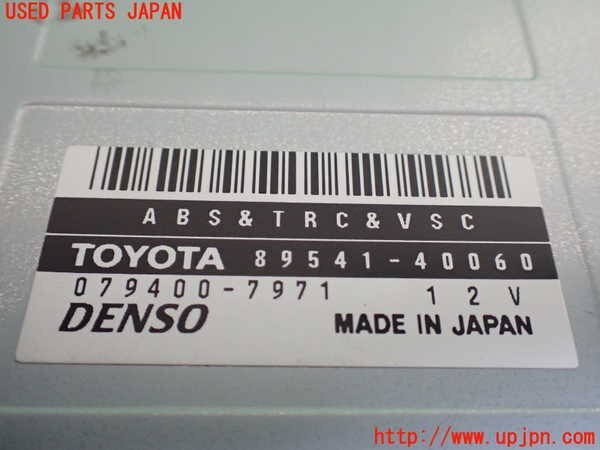 USED PARTS JAPAN
ABS&TRC&VSC
TOYOTA 89541-40060
079400-7971 12V
DENSO MADE IN JAPAN
http://www.upjpn.com/